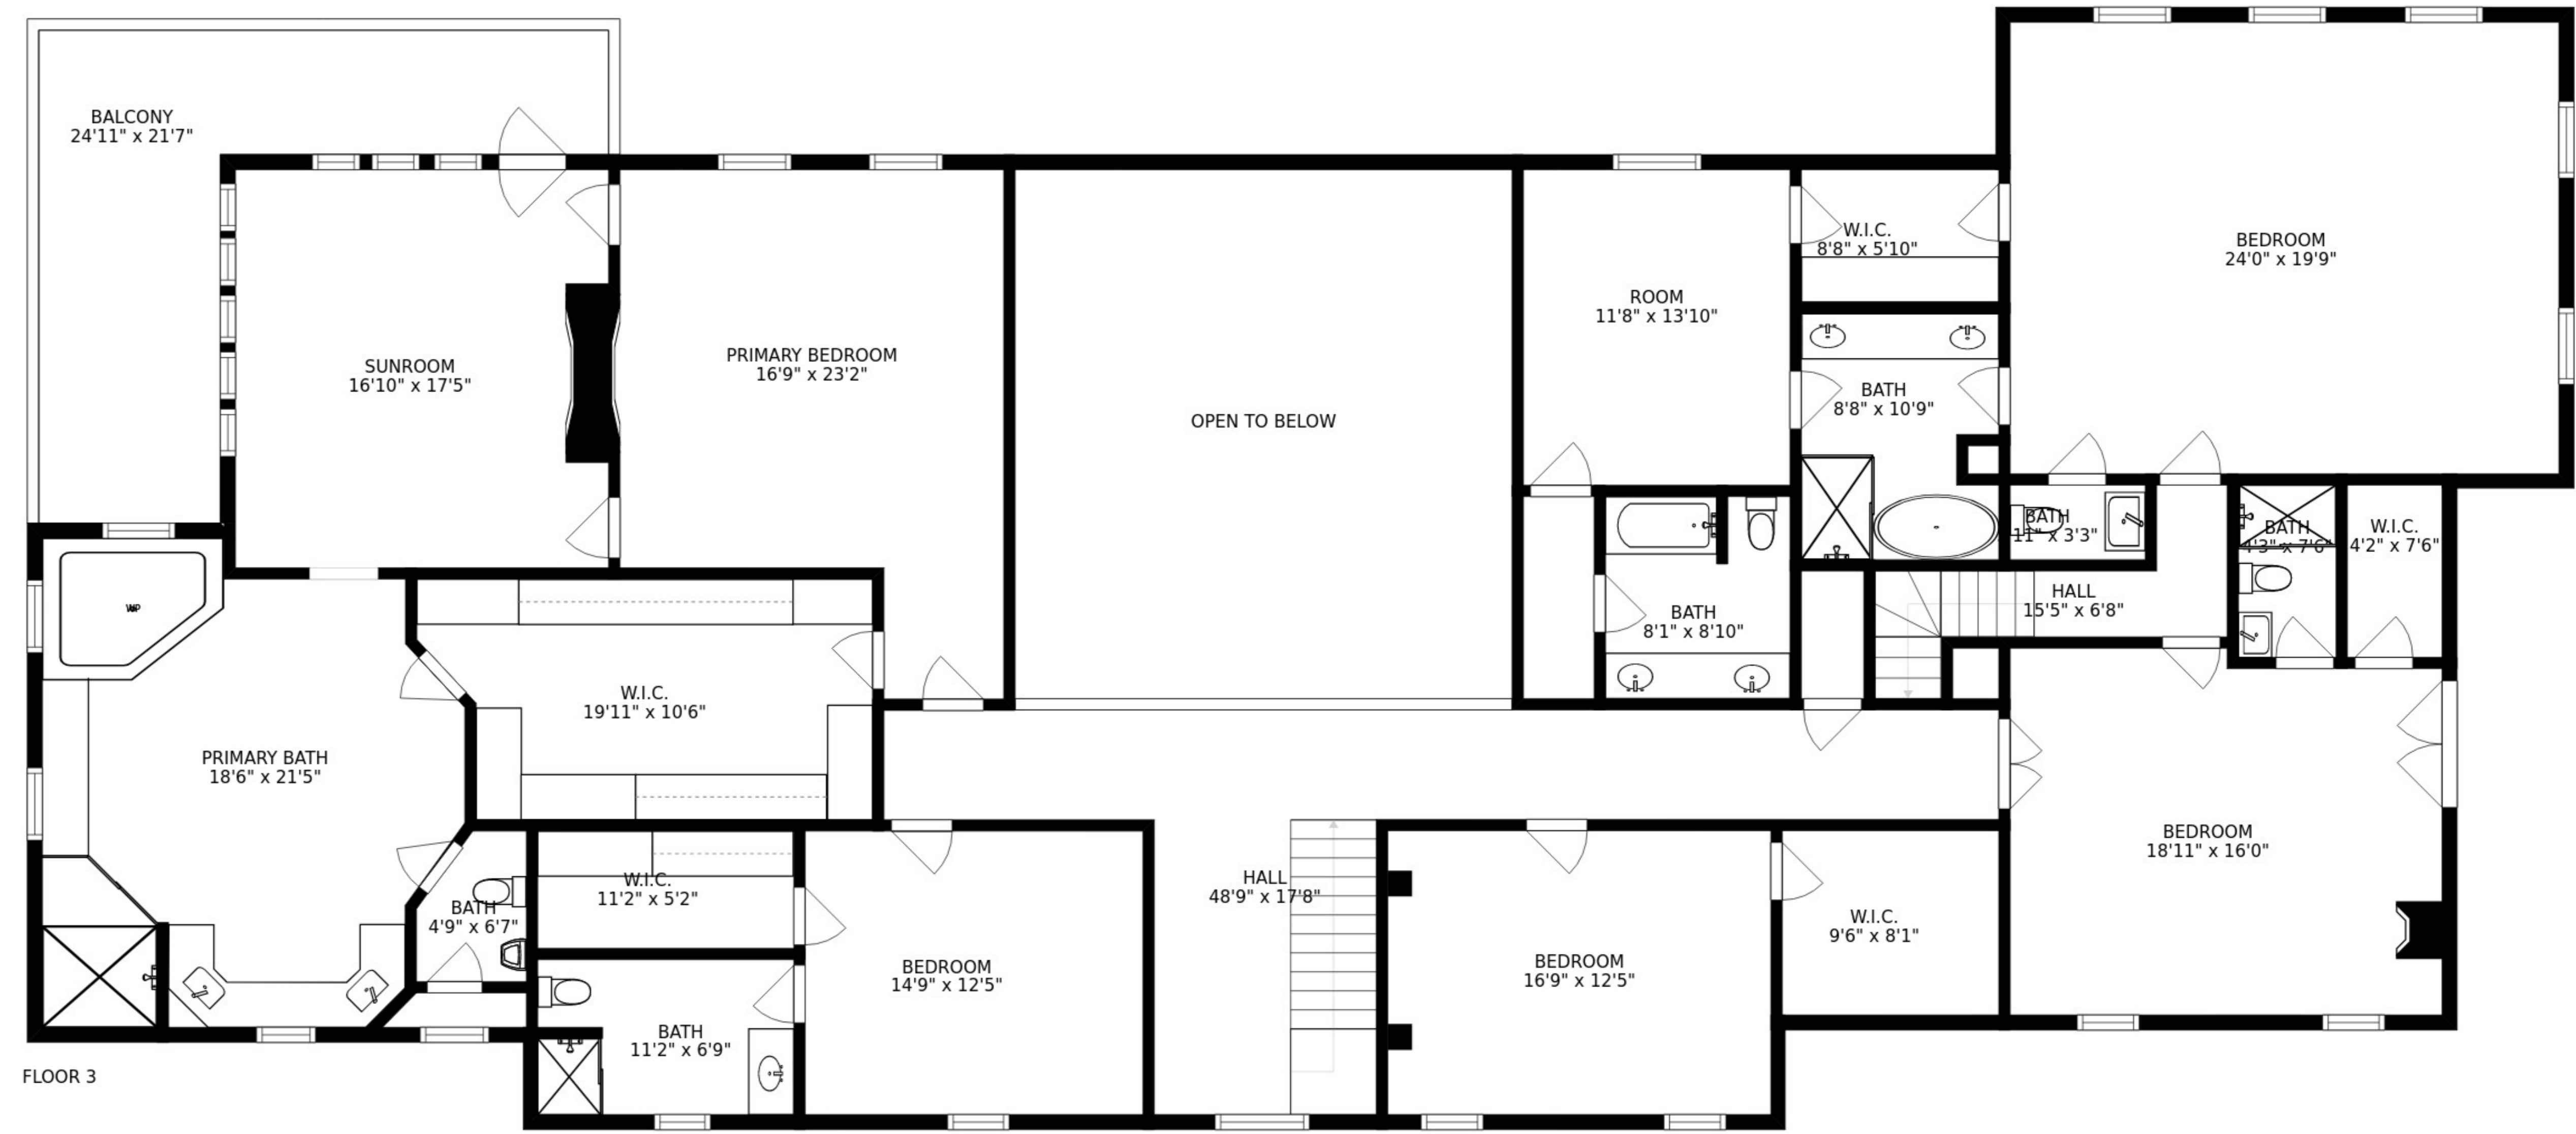 BALCONY
24'11" x 21'7"
SUNROOM
16'10" x 17'5"
PRIMARY BEDROOM
16'9" x 23'2"
OPEN TO BELOW
ROOM
11'8" x 13'10"
W.I.C.
8'8" x 5'10"
BATH
8'8" x 10'9"
BEDROOM
24'0" x 19'9"
BATH
8'1" x 8'10"
BATH
11" x 3'3"
HALL
15'5" x 6'8"
BATH
4'3" x 7'6"
W.I.C.
4'2" x 7'6"
WP
W.I.C.
19'11" x 10'6"
PRIMARY BATH
18'6" x 21'5"
BATH
4'9" x 6'7"
W.I.C.
11'2" x 5'2"
BATH
11'2" x 6'9"
BEDROOM
14'9" x 12'5"
HALL
48'9" x 17'8"
BEDROOM
16'9" x 12'5"
W.I.C.
9'6" x 8'1"
BEDROOM
18'11" x 16'0"
FLOOR 3